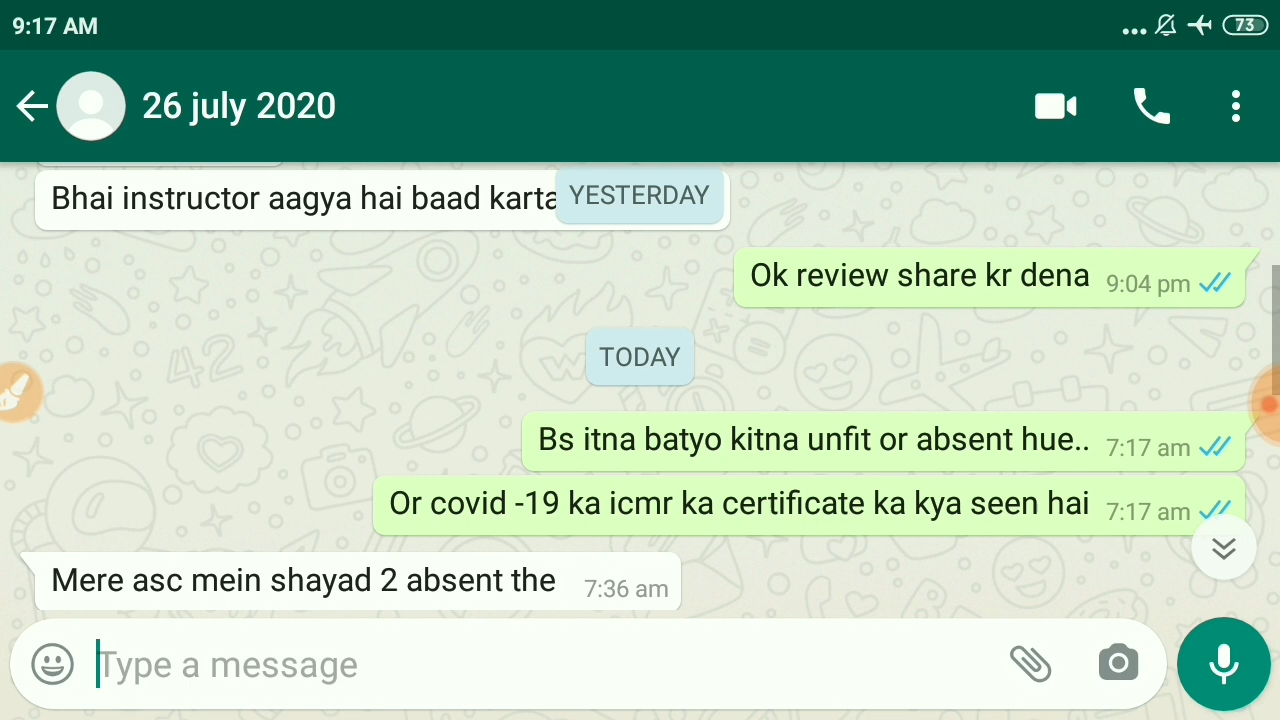 9:17 AM
73
26 july 2020
Bhai instructor aagya hai baad karta
YESTERDAY
Ok review share kr dena 9:04 pm
TODAY
Bs itna batyo kitna unfit or absent hue.. 7:17 am
Or covid -19 ka icmr ka certificate ka kya seen hai 7:17 am
Mere asc mein shayad 2 absent the 7:36 am
Type a message